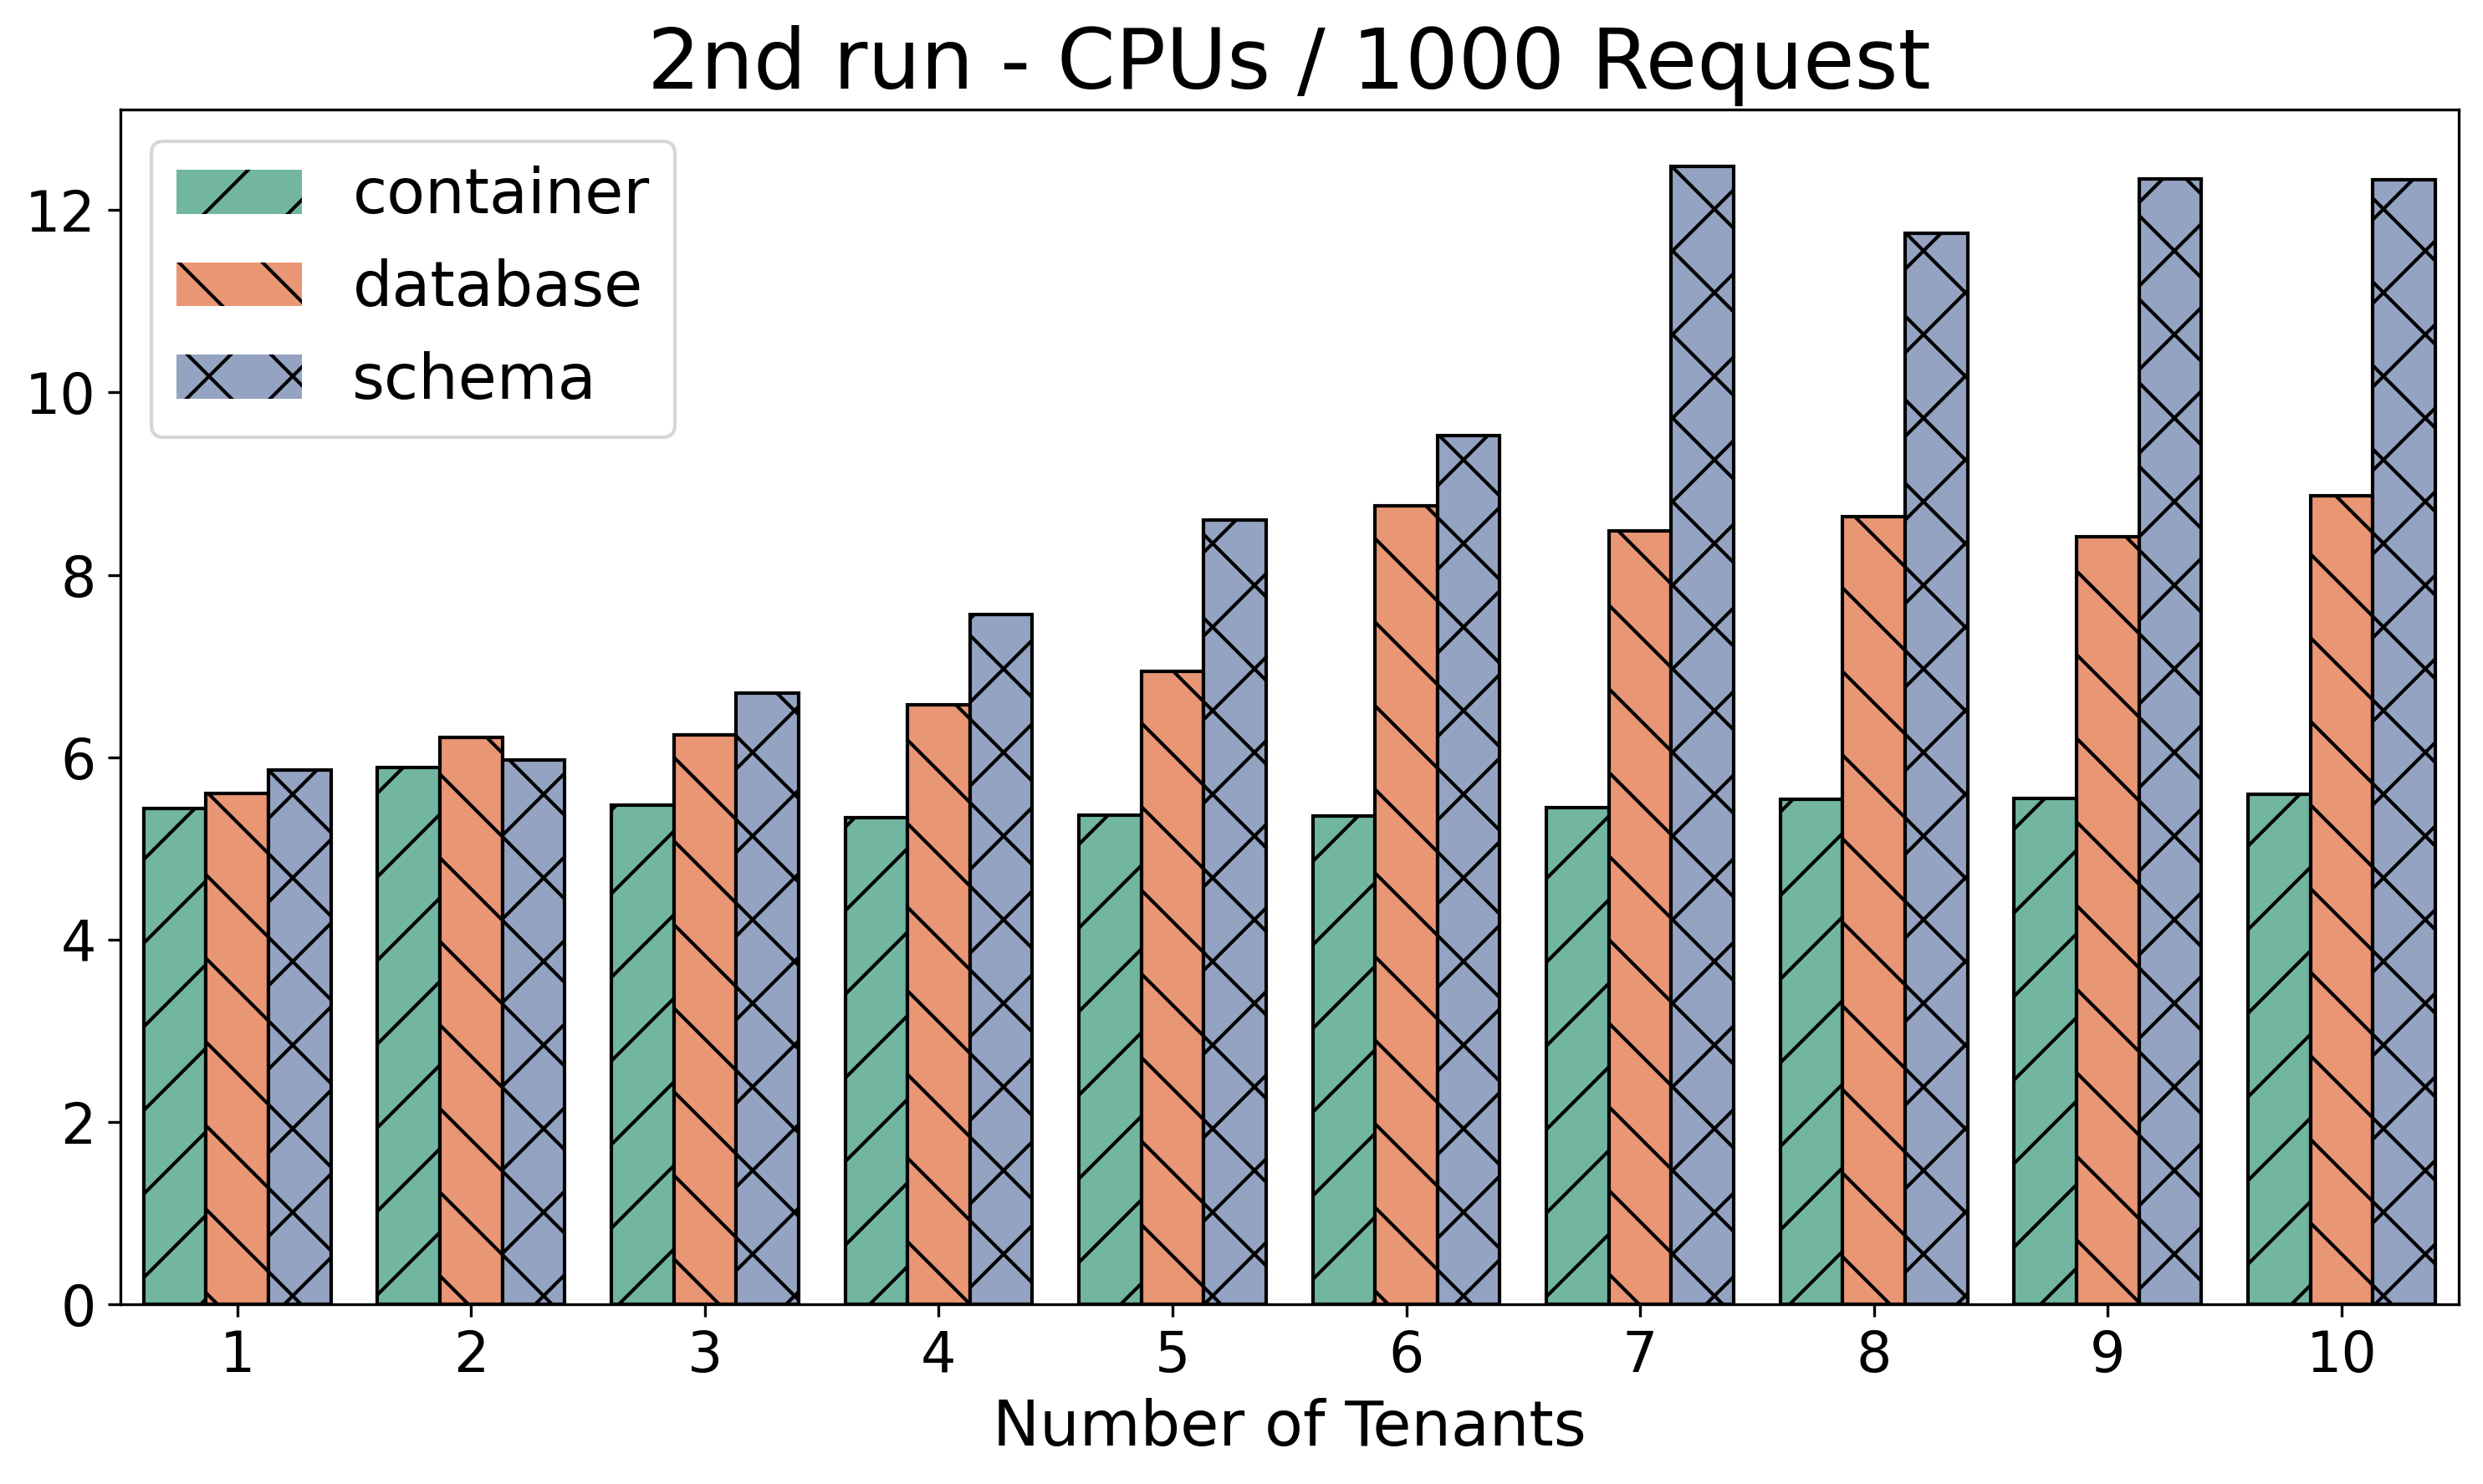 2nd run - CPUs / 1000 Request
container
database
schema
12
10
8
6
4
2
0
1 2 3 4 5 6 7 8 9 10
Number of Tenants